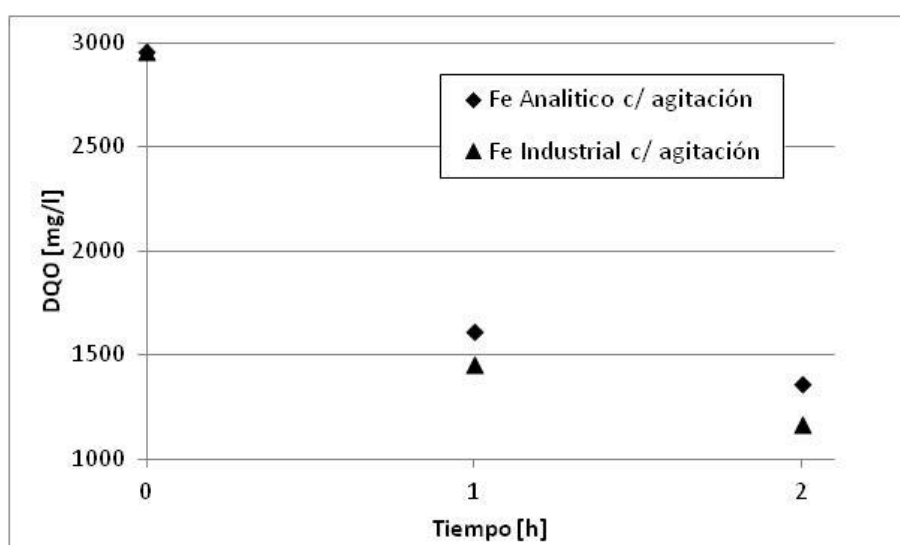 3000
2500
2000
1500
1000
DQO [mg/l]
Fe Analitico c/ agitación
Fe Industrial c/ agitación
0 1 2
Tiempo [h]